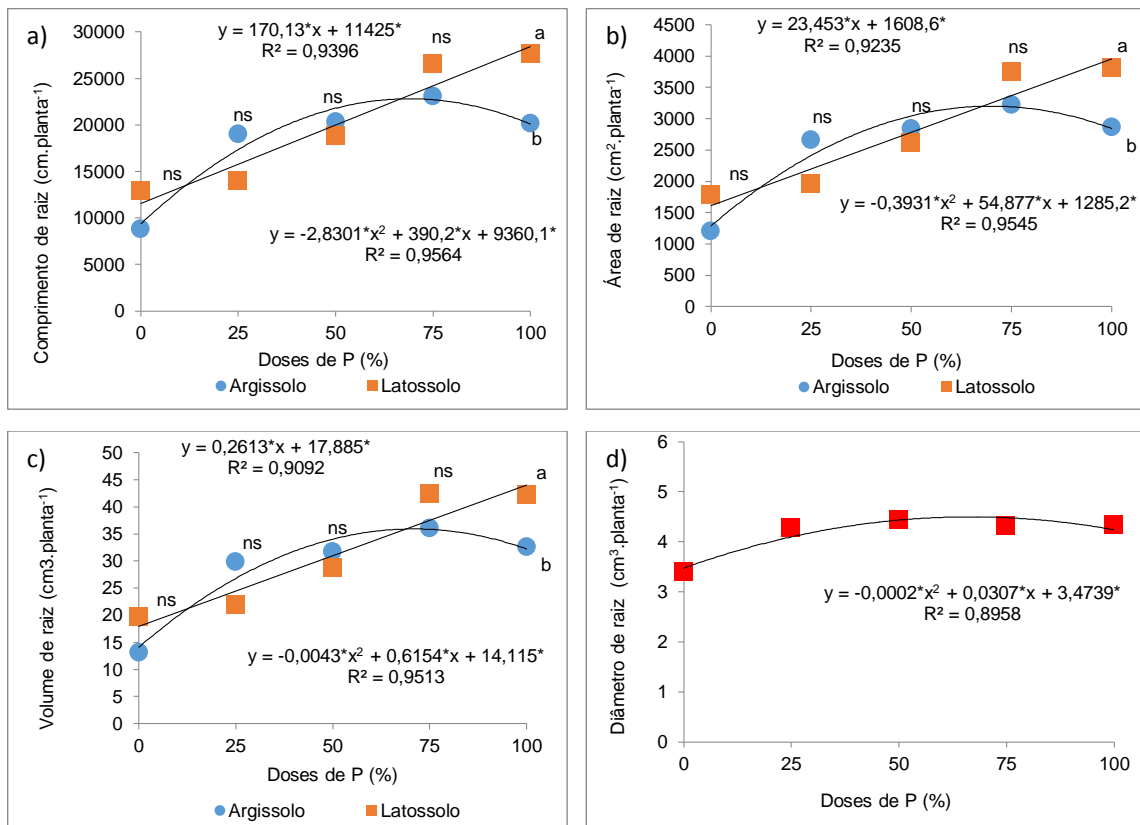 a)
y = 170,13*x + 11425*
R² = 0,9396
30000
25000
20000
15000
10000
5000
0
Comprimento de raiz (cm.planta⁻¹)
ns
ns
ns
ns
a
b
y = -2,8301*x² + 390,2*x + 9360,1*
R² = 0,9564
0 25 50 75 100
Doses de P (%)
Argissolo Latossolo
b)
y = 23,453*x + 1608,6*
R² = 0,9235
4500
4000
3500
3000
2500
2000
1500
1000
500
0
Área de raiz (cm².planta⁻¹)
ns
ns
ns
ns
a
b
y = -0,3931*x² + 54,877*x + 1285,2*
R² = 0,9545
0 25 50 75 100
Doses de P (%)
Argissolo Latossolo
c)
y = 0,2613*x + 17,885*
R² = 0,9092
50
45
40
35
30
25
20
15
10
5
0
Volume de raiz (cm3.planta⁻¹)
ns
ns
ns
ns
a
b
y = -0,0043*x² + 0,6154*x + 14,115*
R² = 0,9513
0 25 50 75 100
Doses de P (%)
Argissolo Latossolo
d)
6
5
4
3
2
1
0
Diâmetro de raiz (cm³.planta⁻¹)
y = -0,0002*x² + 0,0307*x + 3,4739*
R² = 0,8958
0 25 50 75 100
Doses de P (%)